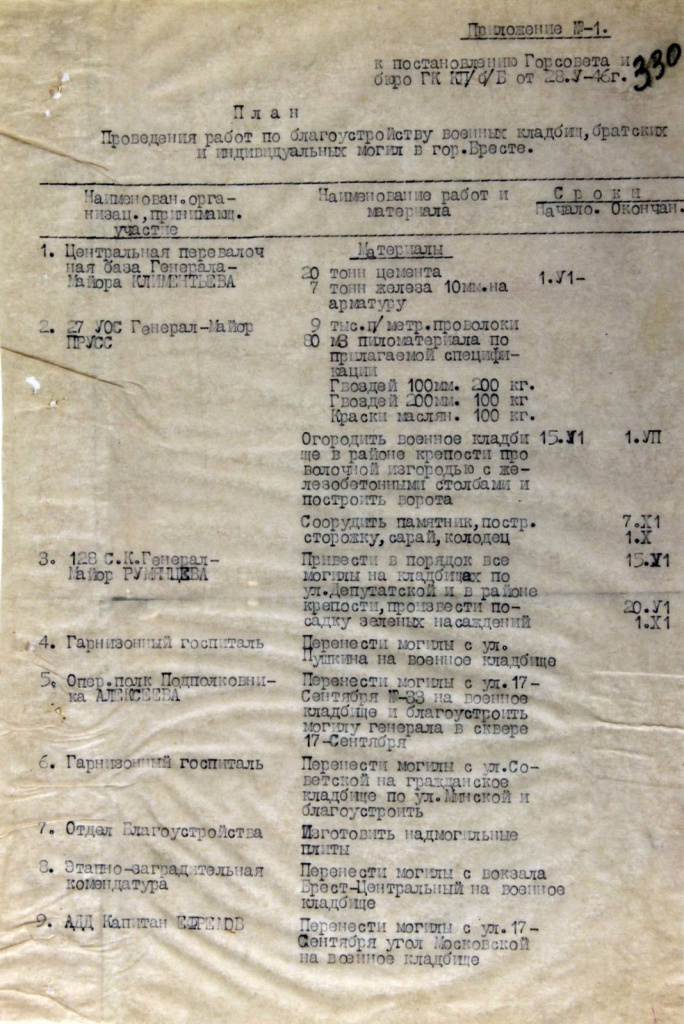 Приложение №-1.
к постановлению Горсовета и
бюро ГК КП/б/Б от 28.У-46г.
330
План
Проведения работ по благоустройству военных кладбищ, братских
и индивидуальных могил в гор.Бресте.
Наименован.орга- Наименование работ и Сроки
низац., принимающ. материала Начало. Окончан.
участие
1. Центральная перевалоч Материалы
ная база Генерала- 20 тонн цемента 1.У1-
Майора КЛИМЕНТЬЕВА 7 тонн железа 10мм.на
арматуру
2. 27 УОС Генерал-Майор 9 тыс.п/метр.проволоки
ПРУСС 80 м3 пиломатериала по
прилагаемой специфи-
кации
Гвоздей 100мм. 200 кг.
Гвоздей 200мм. 100 кг
Краски маслян. 100 кг.
Огородить военное кладби 15.У1 1.УП
ще в районе крепости про
волочной изгородью с же-
лезобетонными столбами и
построить ворота
Соорудить памятник,постр. 7.Х1
сторожку,сарай,колодец 1.Х
3. 128 С.К.Генерал- Привести в порядок все 15.У1
Майор РУМЯНЦЕВА могилы на кладбищах по
ул.Депутатской и в районе
крепости,произвести по- 20.У1
садку зеленых насаждений 1.Х1
4. Гарнизонный госпиталь Перенести могилы с ул.
Пушкина на военное кладбище
5. Опер.полк Подполковни- Перенести могилы с ул.17-
ка АЛЕКСЕЕВА Сентября №-33 на военное
кладбище и благоустроить
могилу генерала в сквере
17-Сентября
6. Гарнизонный госпиталь Перенести могилы с ул.Со-
ветской на гражданское
кладбище по ул.Минской и
благоустроить
7. Отдел Благоустройства Изготовить надмогильные
плиты
8. Этапно-заградительная Перенести могилы с вокзала
комендатура Брест-Центральный на военное
кладбище
9. АДД Капитан ЕФРЕМОВ Перенести могилы с ул.17-
Сентября угол Московской
на военное кладбище